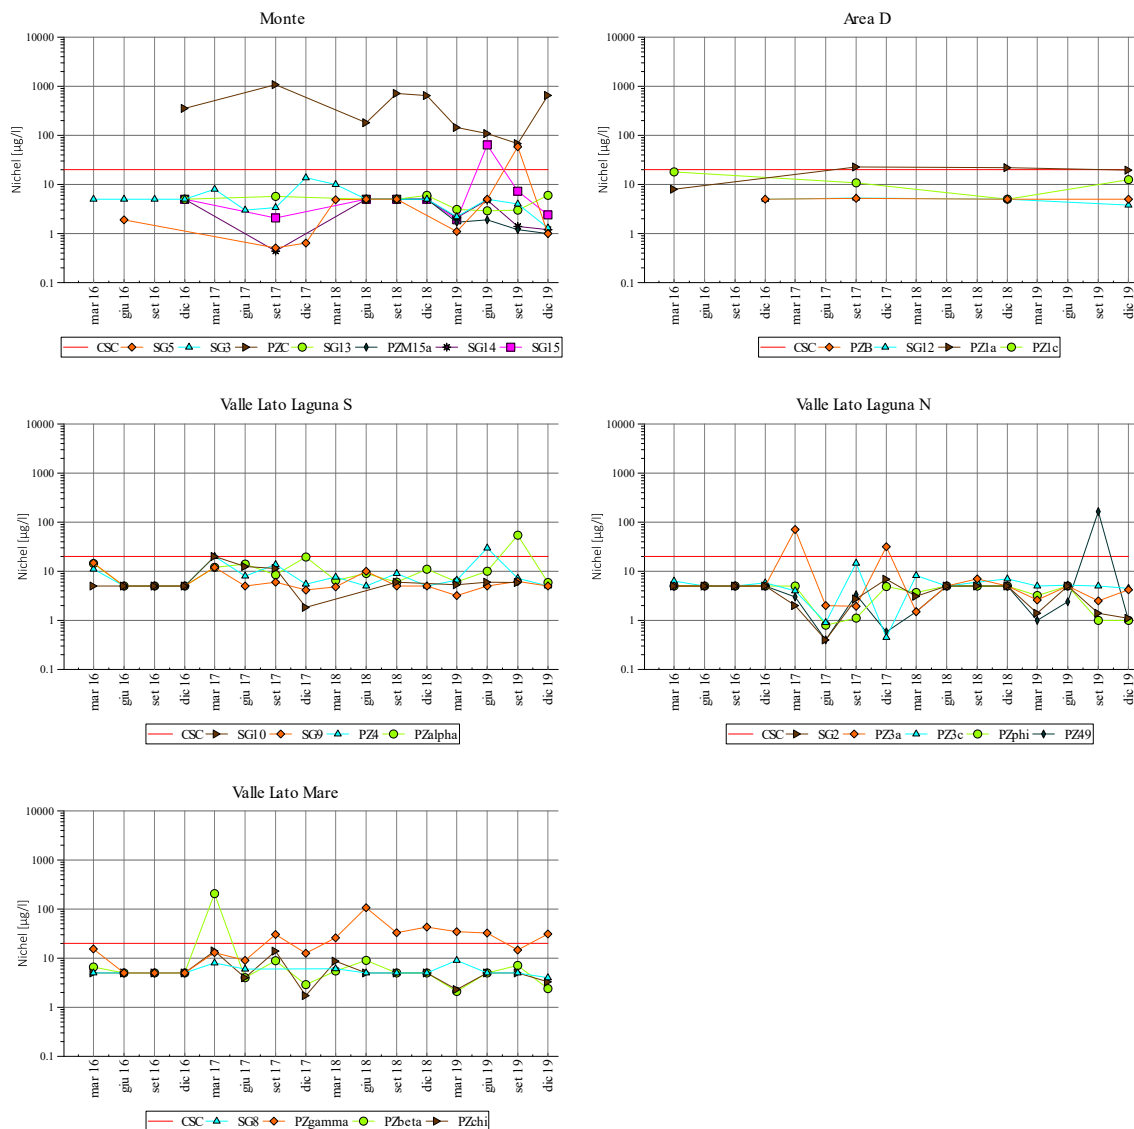 Monte
Nichel [µg/l]
10000
1000
100
10
1
0.1
mar 16 giu 16 set 16 dic 16 mar 17 giu 17 set 17 dic 17 mar 18 giu 18 set 18 dic 18 mar 19 giu 19 set 19 dic 19
CSC SG5 SG3 PZC SG13 PZM15a SG14 SG15
Area D
Nichel [µg/l]
10000
1000
100
10
1
0.1
mar 16 giu 16 set 16 dic 16 mar 17 giu 17 set 17 dic 17 mar 18 giu 18 set 18 dic 18 mar 19 giu 19 set 19 dic 19
CSC PZB SG12 PZ1a PZ1c
Valle Lato Laguna S
Nichel [µg/l]
10000
1000
100
10
1
0.1
mar 16 giu 16 set 16 dic 16 mar 17 giu 17 set 17 dic 17 mar 18 giu 18 set 18 dic 18 mar 19 giu 19 set 19 dic 19
CSC SG10 SG9 PZ4 PZalpha
Valle Lato Laguna N
Nichel [µg/l]
10000
1000
100
10
1
0.1
mar 16 giu 16 set 16 dic 16 mar 17 giu 17 set 17 dic 17 mar 18 giu 18 set 18 dic 18 mar 19 giu 19 set 19 dic 19
CSC SG2 PZ3a PZ3c PZphi PZ49
Valle Lato Mare
Nichel [µg/l]
10000
1000
100
10
1
0.1
mar 16 giu 16 set 16 dic 16 mar 17 giu 17 set 17 dic 17 mar 18 giu 18 set 18 dic 18 mar 19 giu 19 set 19 dic 19
CSC SG8 PZgamma PZbeta PZchi